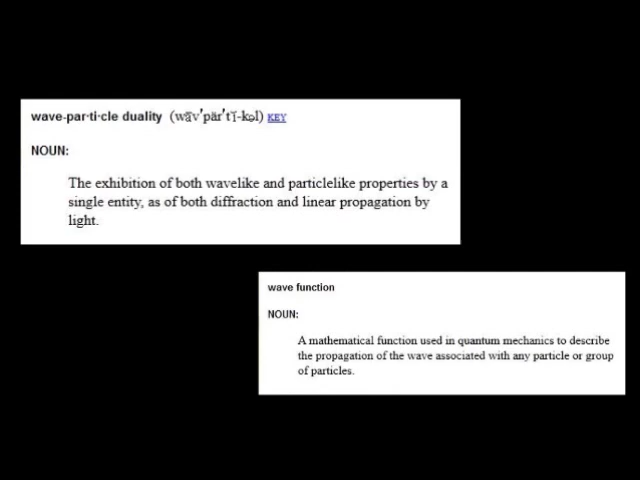 wave-par·ti·cle duality (wāv′pär′tĭ-kəl) KEY
NOUN:
The exhibition of both wavelike and particlelike properties by a
single entity, as of both diffraction and linear propagation by
light.
wave function
NOUN:
A mathematical function used in quantum mechanics to describe
the propagation of the wave associated with any particle or group
of particles.